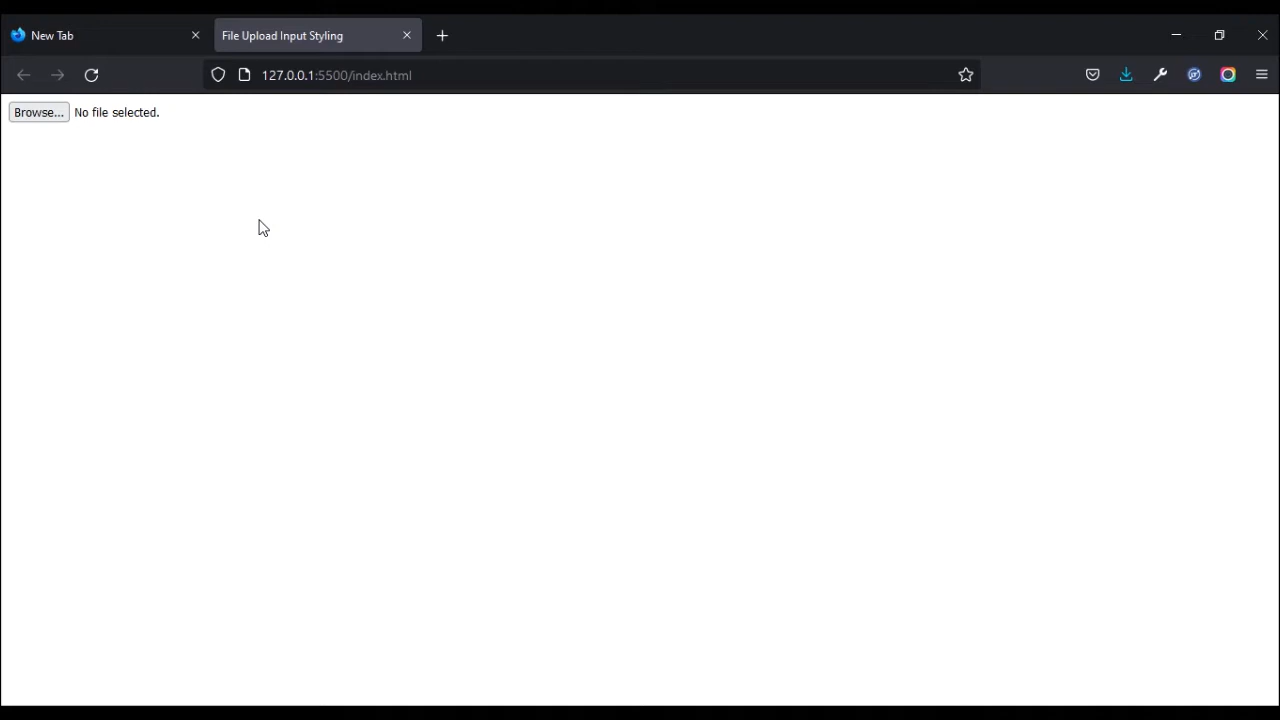 New Tab
File Upload Input Styling
127.0.0.1:5500/index.html
Browse... No file selected.